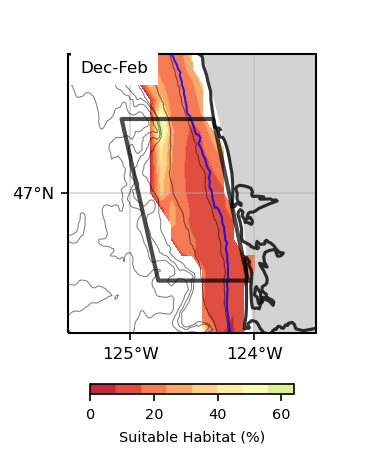 Dec-Feb
47°N
125°W 124°W
0 20 40 60
Suitable Habitat (%)